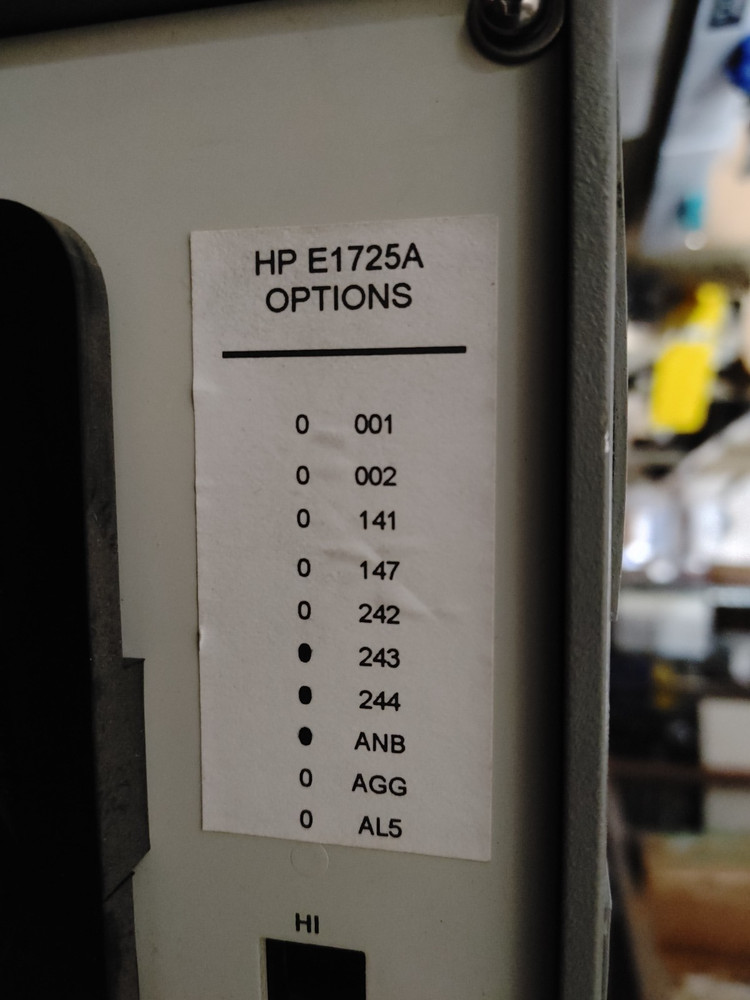 HP E1725A
OPTIONS
0 001
0 002
0 141
0 147
0 242
● 243
● 244
● ANB
0 AGG
0 AL5
HI